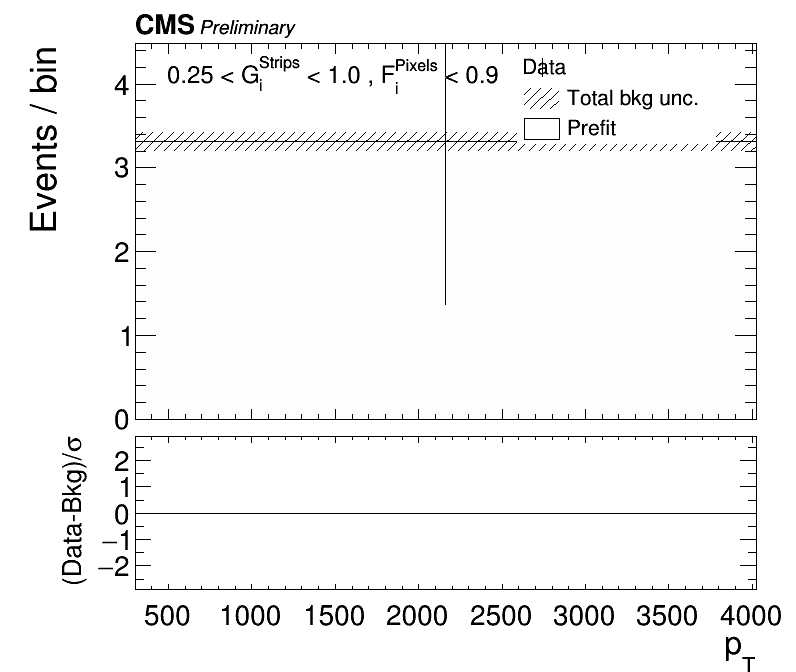 CMS Preliminary
0.25 < G_i^Strips < 1.0 , F_i^Pixels < 0.9
Data
Total bkg unc.
Prefit
Events / bin
4
3
2
1
0
(Data-Bkg)/σ
2
1
0
−1
−2
500 1000 1500 2000 2500 3000 3500 4000
p_T